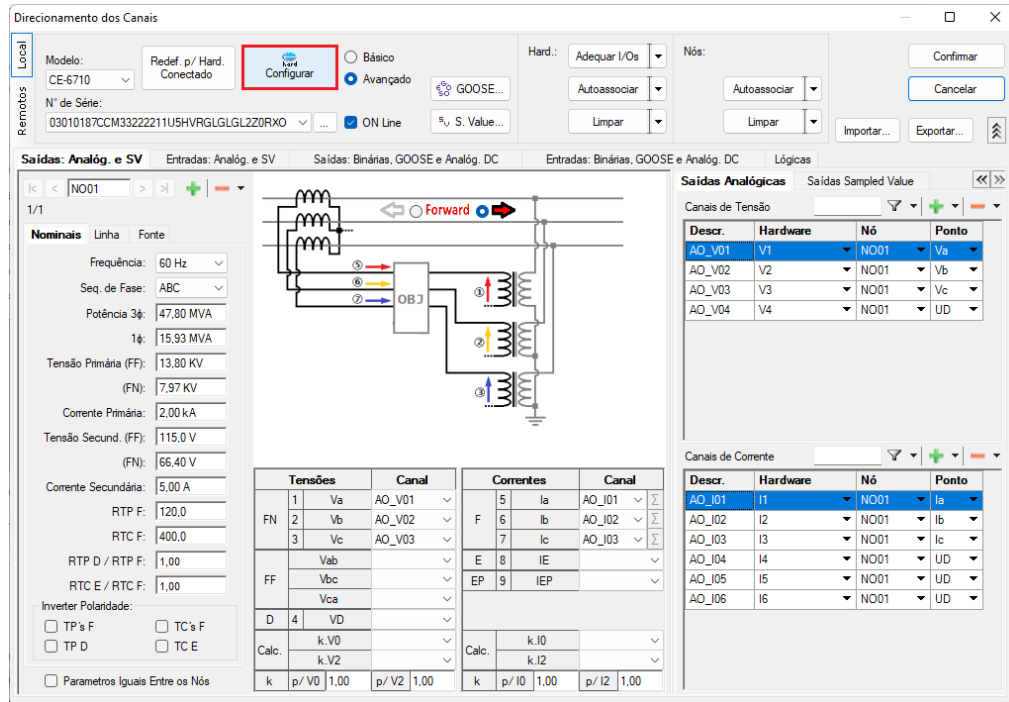 Direcionamento dos Canais
Local
Remotos
Modelo:
CE-6710
Redef. p/ Hard.
Conectado
hard
Configurar
Básico
Avançado
GOOSE...
Hard.:
Adequar I/Os
Nós:
Confirmar
Autoassociar
Autoassociar
Cancelar
N° de Série:
03010187CCM33222211U5HVRGLGLGL2Z0RXO
...
ON Line
S. Value...
Limpar
Limpar
Importar...
Exportar...
Saídas: Analóg. e SV
Entradas: Analóg. e SV
Saídas: Binárias, GOOSE e Analóg. DC
Entradas: Binárias, GOOSE e Analóg. DC
Lógicas
NO01
1/1
Nominais
Linha
Fonte
Frequência: 60 Hz
Seq. de Fase: ABC
Potência 3ϕ: 47,80 MVA
1ϕ: 15,93 MVA
Tensão Primária (FF): 13,80 KV
(FN): 7,97 KV
Corrente Primária: 2,00 kA
Tensão Secund. (FF): 115,0 V
(FN): 66,40 V
Corrente Secundária: 5,00 A
RTP F: 120,0
RTC F: 400,0
RTP D / RTP F: 1,00
RTC E / RTC F: 1,00
Inverter Polaridade:
TP's F
TC's F
TP D
TC E
Parametros Iguais Entre os Nós
Forward
⑤
⑥
⑦
OBJ
①
②
③
Tensões Canal
FN
1 Va AO_V01
2 Vb AO_V02
3 Vc AO_V03
FF
Vab
Vbc
Vca
D 4 VD
Calc.
k.V0
k.V2
k p/ V0 1,00 p/ V2 1,00
Correntes Canal
F
5 Ia AO_I01 Σ
6 Ib AO_I02 Σ
7 Ic AO_I03 Σ
E 8 IE
EP 9 IEP
Calc.
k.I0
k.I2
k p/ I0 1,00 p/ I2 1,00
Saídas Analógicas
Saídas Sampled Value
Canais de Tensão
Descr. Hardware Nó Ponto
AO_V01 V1 NO01 Va
AO_V02 V2 NO01 Vb
AO_V03 V3 NO01 Vc
AO_V04 V4 NO01 UD
Canais de Corrente
Descr. Hardware Nó Ponto
AO_I01 I1 NO01 Ia
AO_I02 I2 NO01 Ib
AO_I03 I3 NO01 Ic
AO_I04 I4 NO01 UD
AO_I05 I5 NO01 UD
AO_I06 I6 NO01 UD